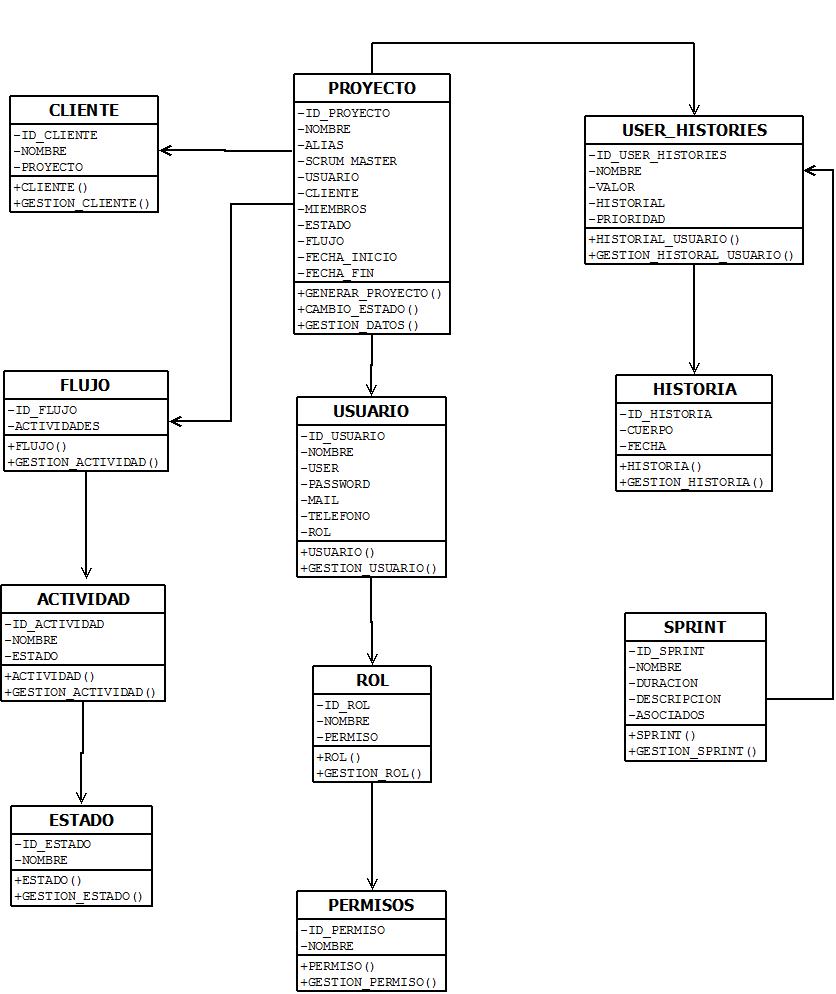 PROYECTO
-ID_PROYECTO
-NOMBRE
-ALIAS
-SCRUM MASTER
-USUARIO
-CLIENTE
-MIEMBROS
-ESTADO
-FLUJO
-FECHA_INICIO
-FECHA_FIN
+GENERAR_PROYECTO()
+CAMBIO_ESTADO()
+GESTION_DATOS()
CLIENTE
-ID_CLIENTE
-NOMBRE
-PROYECTO
+CLIENTE()
+GESTION_CLIENTE()
USER_HISTORIES
-ID_USER_HISTORIES
-NOMBRE
-VALOR
-HISTORIAL
-PRIORIDAD
+HISTORIAL_USUARIO()
+GESTION_HISTORAL_USUARIO()
FLUJO
-ID_FLUJO
-ACTIVIDADES
+FLUJO()
+GESTION_ACTIVIDAD()
USUARIO
-ID_USUARIO
-NOMBRE
-USER
-PASSWORD
-MAIL
-TELEFONO
-ROL
+USUARIO()
+GESTION_USUARIO()
HISTORIA
-ID_HISTORIA
-CUERPO
-FECHA
+HISTORIA()
+GESTION_HISTORIA()
ACTIVIDAD
-ID_ACTIVIDAD
-NOMBRE
-ESTADO
+ACTIVIDAD()
+GESTION_ACTIVIDAD()
ROL
-ID_ROL
-NOMBRE
-PERMISO
+ROL()
+GESTION_ROL()
SPRINT
-ID_SPRINT
-NOMBRE
-DURACION
-DESCRIPCION
-ASOCIADOS
+SPRINT()
+GESTION_SPRINT()
ESTADO
-ID_ESTADO
-NOMBRE
+ESTADO()
+GESTION_ESTADO()
PERMISOS
-ID_PERMISO
-NOMBRE
+PERMISO()
+GESTION_PERMISO()